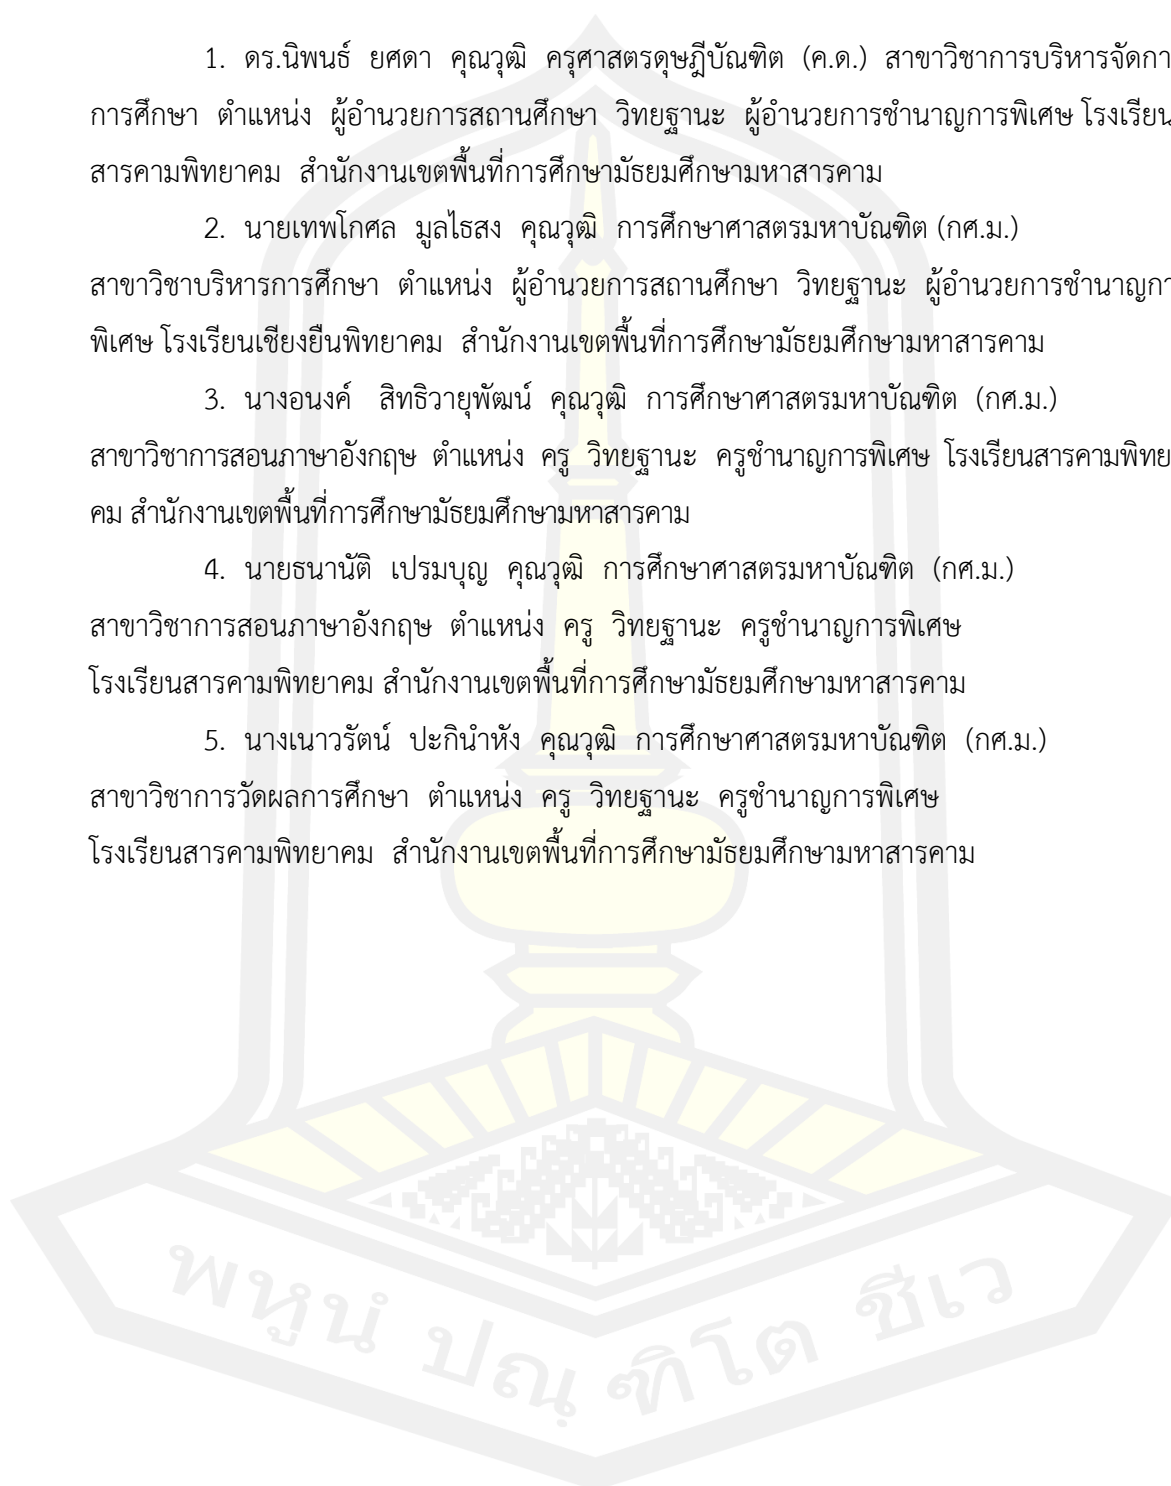 1. ดร.นิพนธ์ ยศดา คุณวุฒิ ครุศาสตรดุษฎีบัณฑิต (ค.ด.) สาขาวิชาการบริหารจัดกา
การศึกษา ตำแหน่ง ผู้อำนวยการสถานศึกษา วิทยฐานะ ผู้อำนวยการชำนาญการพิเศษ โรงเรียน
สารคามพิทยาคม สำนักงานเขตพื้นที่การศึกษามัธยมศึกษามหาสารคาม
2. นายเทพโกศล มูลไธสง คุณวุฒิ การศึกษาศาสตรมหาบัณฑิต (กศ.ม.)
สาขาวิชาบริหารการศึกษา ตำแหน่ง ผู้อำนวยการสถานศึกษา วิทยฐานะ ผู้อำนวยการชำนาญกา
พิเศษ โรงเรียนเชียงยืนพิทยาคม สำนักงานเขตพื้นที่การศึกษามัธยมศึกษามหาสารคาม
3. นางอนงค์ สิทธิวายุพัฒน์ คุณวุฒิ การศึกษาศาสตรมหาบัณฑิต (กศ.ม.)
สาขาวิชาการสอนภาษาอังกฤษ ตำแหน่ง ครู วิทยฐานะ ครูชำนาญการพิเศษ โรงเรียนสารคามพิทย
คม สำนักงานเขตพื้นที่การศึกษามัธยมศึกษามหาสารคาม
4. นายธนานัติ เปรมบุญ คุณวุฒิ การศึกษาศาสตรมหาบัณฑิต (กศ.ม.)
สาขาวิชาการสอนภาษาอังกฤษ ตำแหน่ง ครู วิทยฐานะ ครูชำนาญการพิเศษ
โรงเรียนสารคามพิทยาคม สำนักงานเขตพื้นที่การศึกษามัธยมศึกษามหาสารคาม
5. นางเนาวรัตน์ ปะกินำหัง คุณวุฒิ การศึกษาศาสตรมหาบัณฑิต (กศ.ม.)
สาขาวิชาการวัดผลการศึกษา ตำแหน่ง ครู วิทยฐานะ ครูชำนาญการพิเศษ
โรงเรียนสารคามพิทยาคม สำนักงานเขตพื้นที่การศึกษามัธยมศึกษามหาสารคาม
พหูนํ ปณฺฑิโต ชีเว